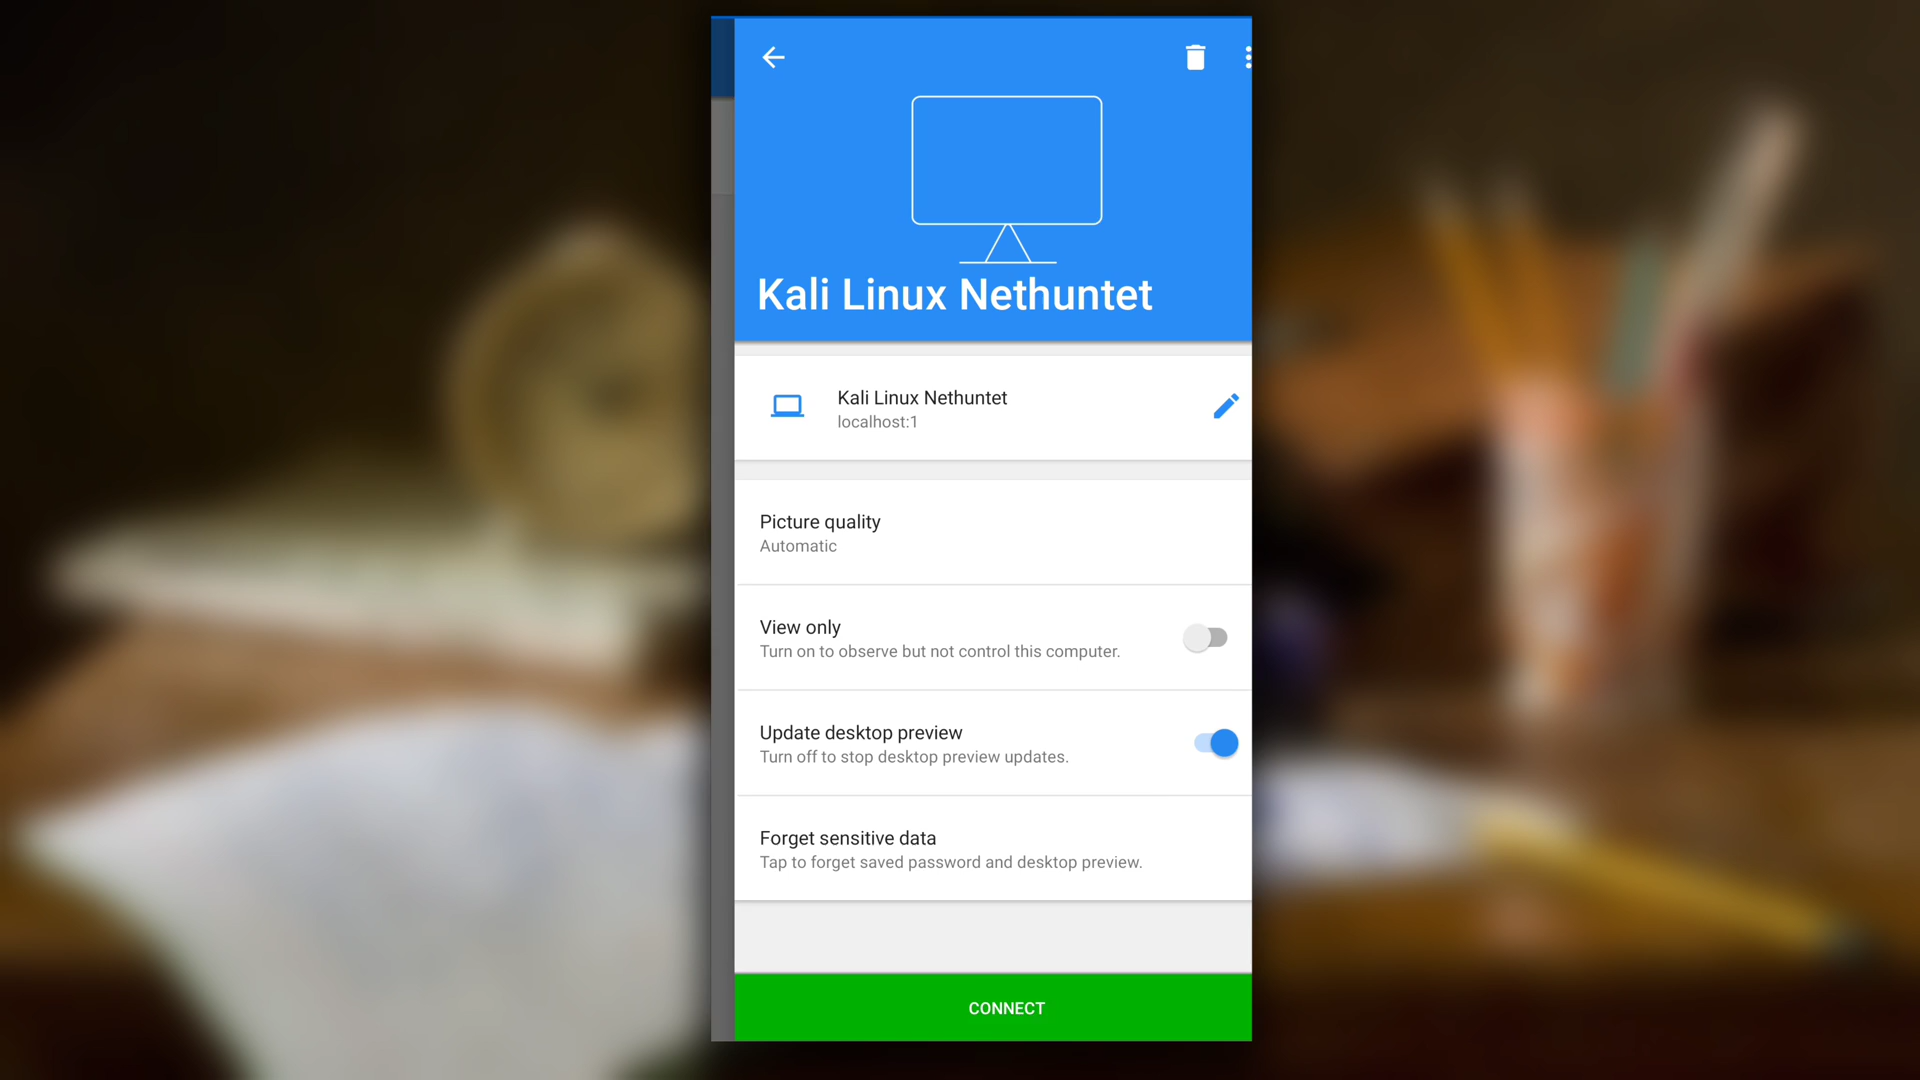 Kali Linux Nethuntet
Kali Linux Nethuntet
localhost:1
Picture quality
Automatic
View only
Turn on to observe but not control this computer.
Update desktop preview
Turn off to stop desktop preview updates.
Forget sensitive data
Tap to forget saved password and desktop preview.
CONNECT